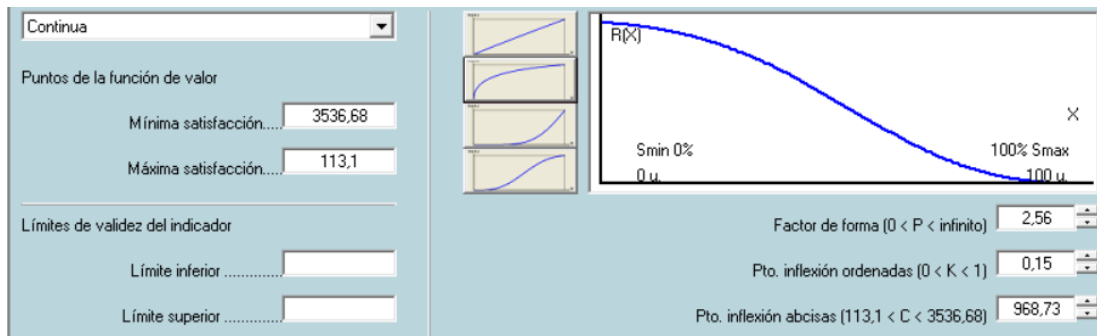 Continua
Puntos de la función de valor
Mínima satisfacción..... 3536,68
Máxima satisfacción..... 113,1
Límites de validez del indicador
Límite inferior ............
Límite superior .............
R(X)
X
Smin 0% 100% Smax
0 u. 100 u.
Factor de forma (0 < P < infinito) 2,56
Pto. inflexión ordenadas (0 < K < 1) 0,15
Pto. inflexión abcisas (113,1 < C < 3536,68) 968,73